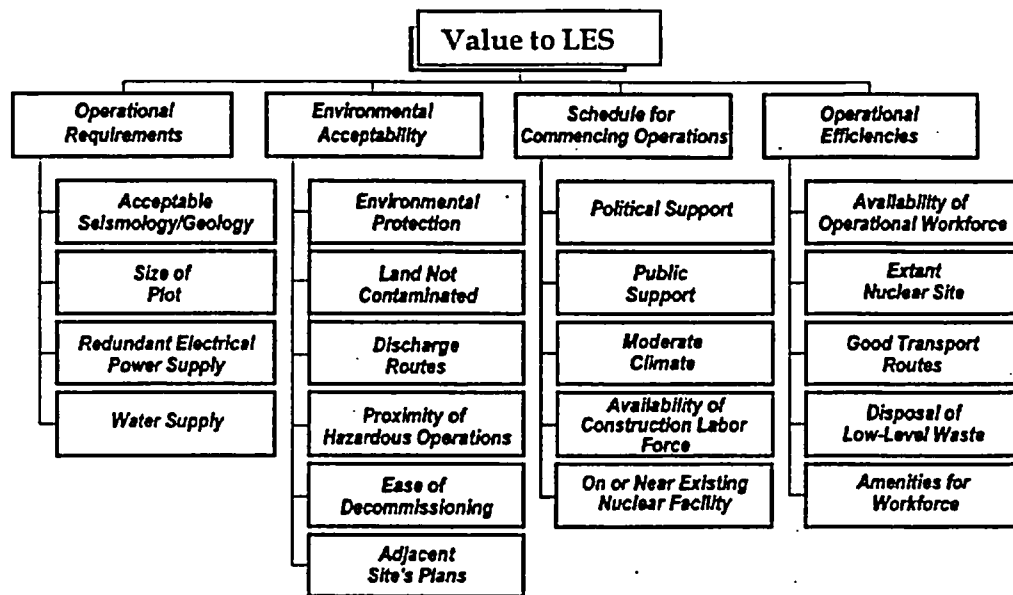 Value to LES
Operational
Requirements
Environmental
Acceptability
Schedule for
Commencing Operations
Operational
Efficiencies
Acceptable
Seismology/Geology
Size of
Plot
Redundant Electrical
Power Supply
Water Supply
Environmental
Protection
Land Not
Contaminated
Discharge
Routes
Proximity of
Hazardous Operations
Ease of
Decommissioning
Adjacent
Site's Plans
Political Support
Public
Support
Moderate
Climate
Availability of
Construction Labor
Force
On or Near Existing
Nuclear Facility
Availability of
Operational Workforce
Extant
Nuclear Site
Good Transport
Routes
Disposal of
Low-Level Waste
Amenities for
Workforce